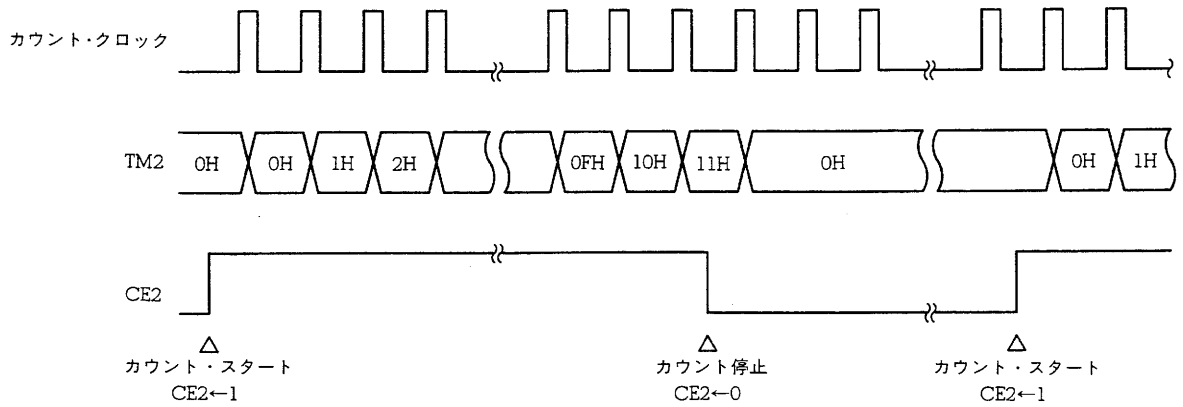 カウント・クロック
TM2 0H 0H 1H 2H 0FH 10H 11H 0H 0H 1H
CE2
カウント・スタート カウント停止 カウント・スタート
CE2←1 CE2←0 CE2←1